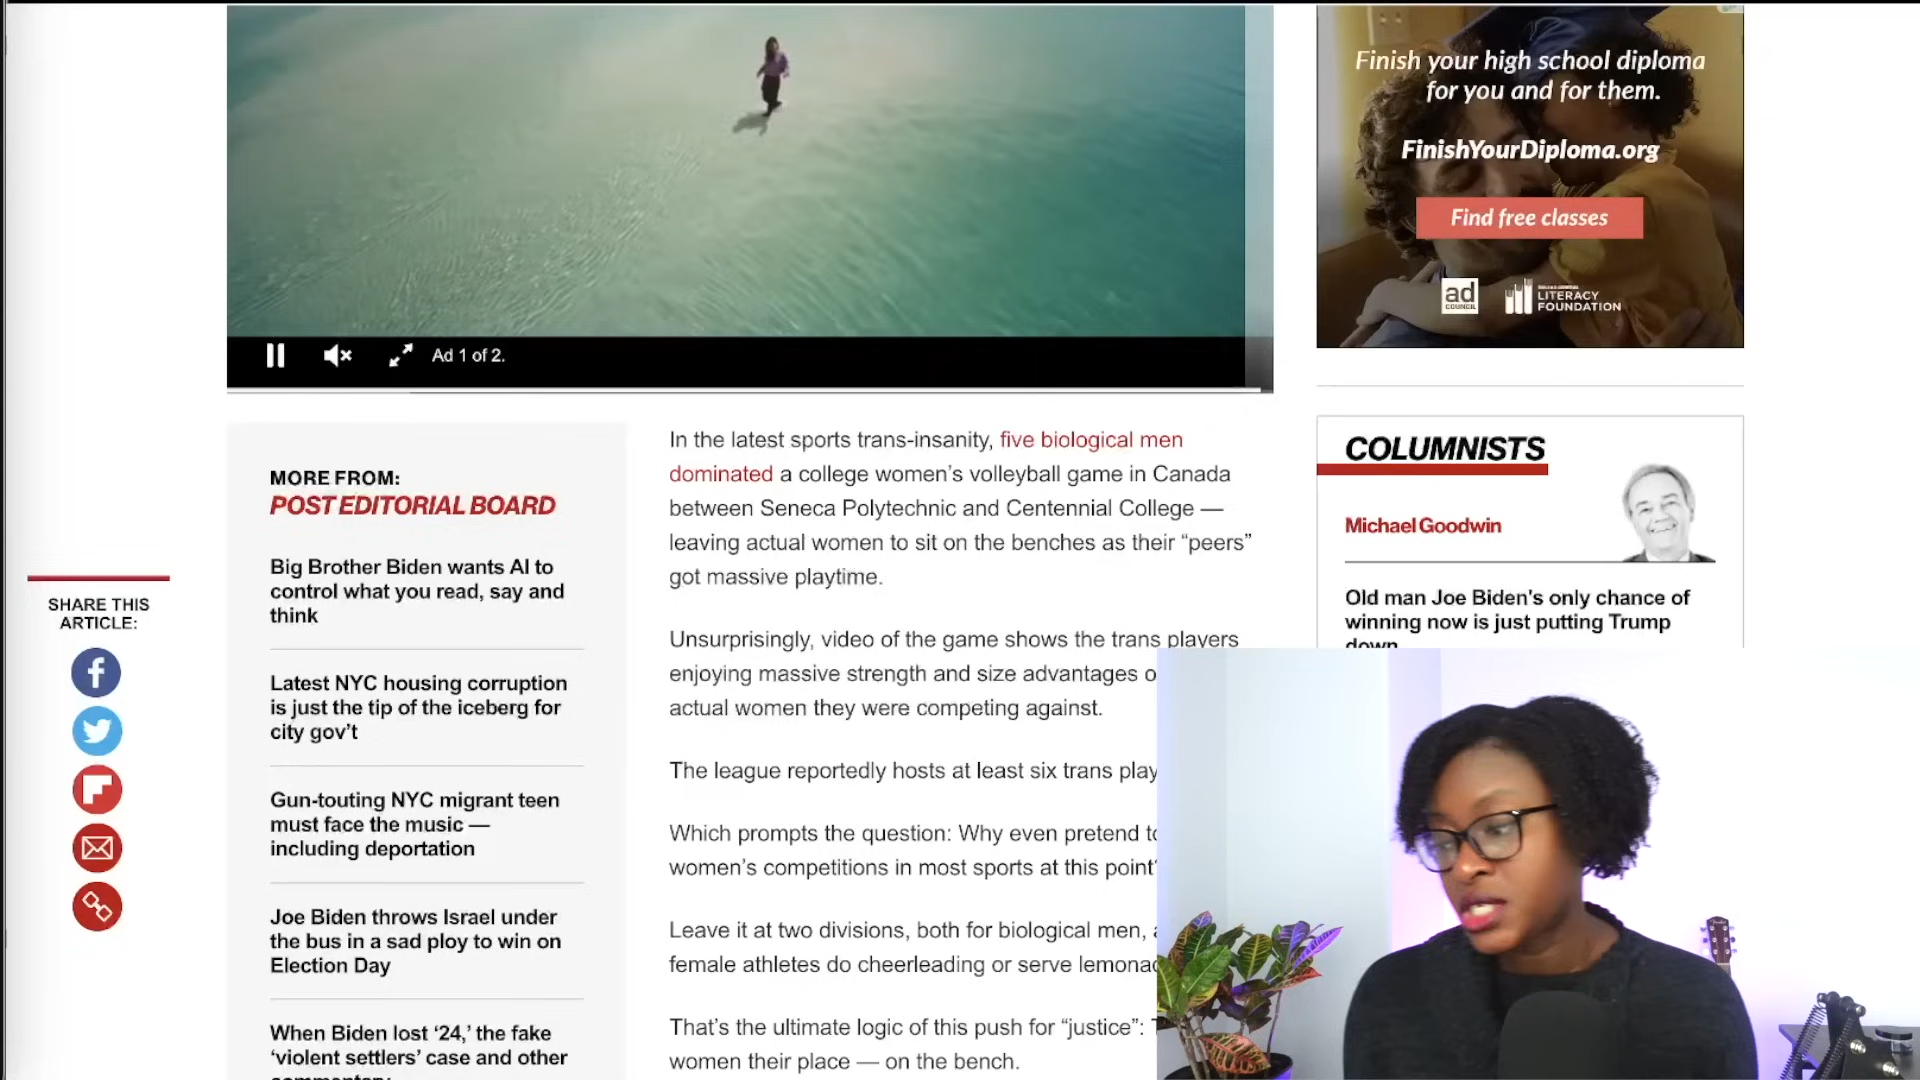 Finish your high school diploma
for you and for them.
FinishYourDiploma.org
Find free classes
ad
COUNCIL
LITERACY
FOUNDATION
Ad 1 of 2.
SHARE THIS
ARTICLE:
MORE FROM:
POST EDITORIAL BOARD
Big Brother Biden wants AI to
control what you read, say and
think
Latest NYC housing corruption
is just the tip of the iceberg for
city gov't
Gun-touting NYC migrant teen
must face the music —
including deportation
Joe Biden throws Israel under
the bus in a sad ploy to win on
Election Day
When Biden lost ‘24,’ the fake
‘violent settlers’ case and other
commentary
In the latest sports trans-insanity, five biological men
dominated a college women’s volleyball game in Canada
between Seneca Polytechnic and Centennial College —
leaving actual women to sit on the benches as their “peers”
got massive playtime.
Unsurprisingly, video of the game shows the trans players
enjoying massive strength and size advantages o
actual women they were competing against.
The league reportedly hosts at least six trans play
Which prompts the question: Why even pretend to
women’s competitions in most sports at this point
Leave it at two divisions, both for biological men,
female athletes do cheerleading or serve lemonad
That’s the ultimate logic of this push for “justice”:
women their place — on the bench.
COLUMNISTS
Michael Goodwin
Old man Joe Biden's only chance of
winning now is just putting Trump
down